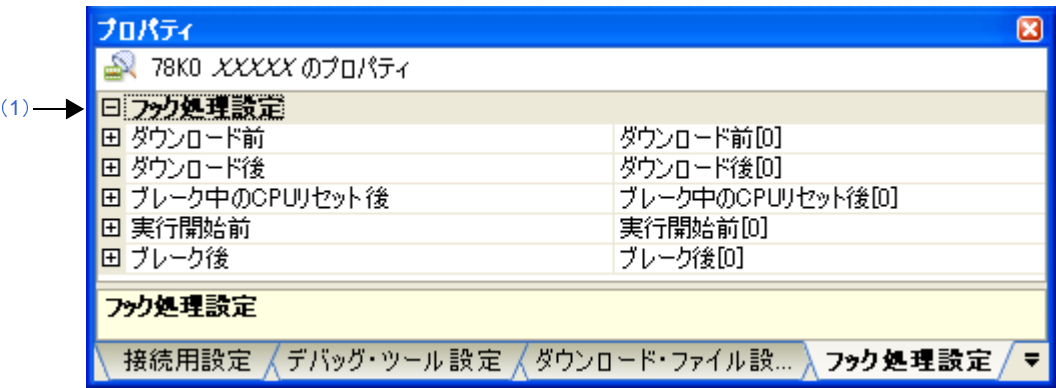 プロパティ
78K0 XXXXX のプロパティ
(1)
フック処理設定
ダウンロード前 ダウンロード前[0]
ダウンロード後 ダウンロード後[0]
ブレーク中のCPUリセット後 ブレーク中のCPUリセット後[0]
実行開始前 実行開始前[0]
ブレーク後 ブレーク後[0]
フック処理設定
接続用設定 デバッグ・ツール設定 ダウンロード・ファイル設... フック処理設定